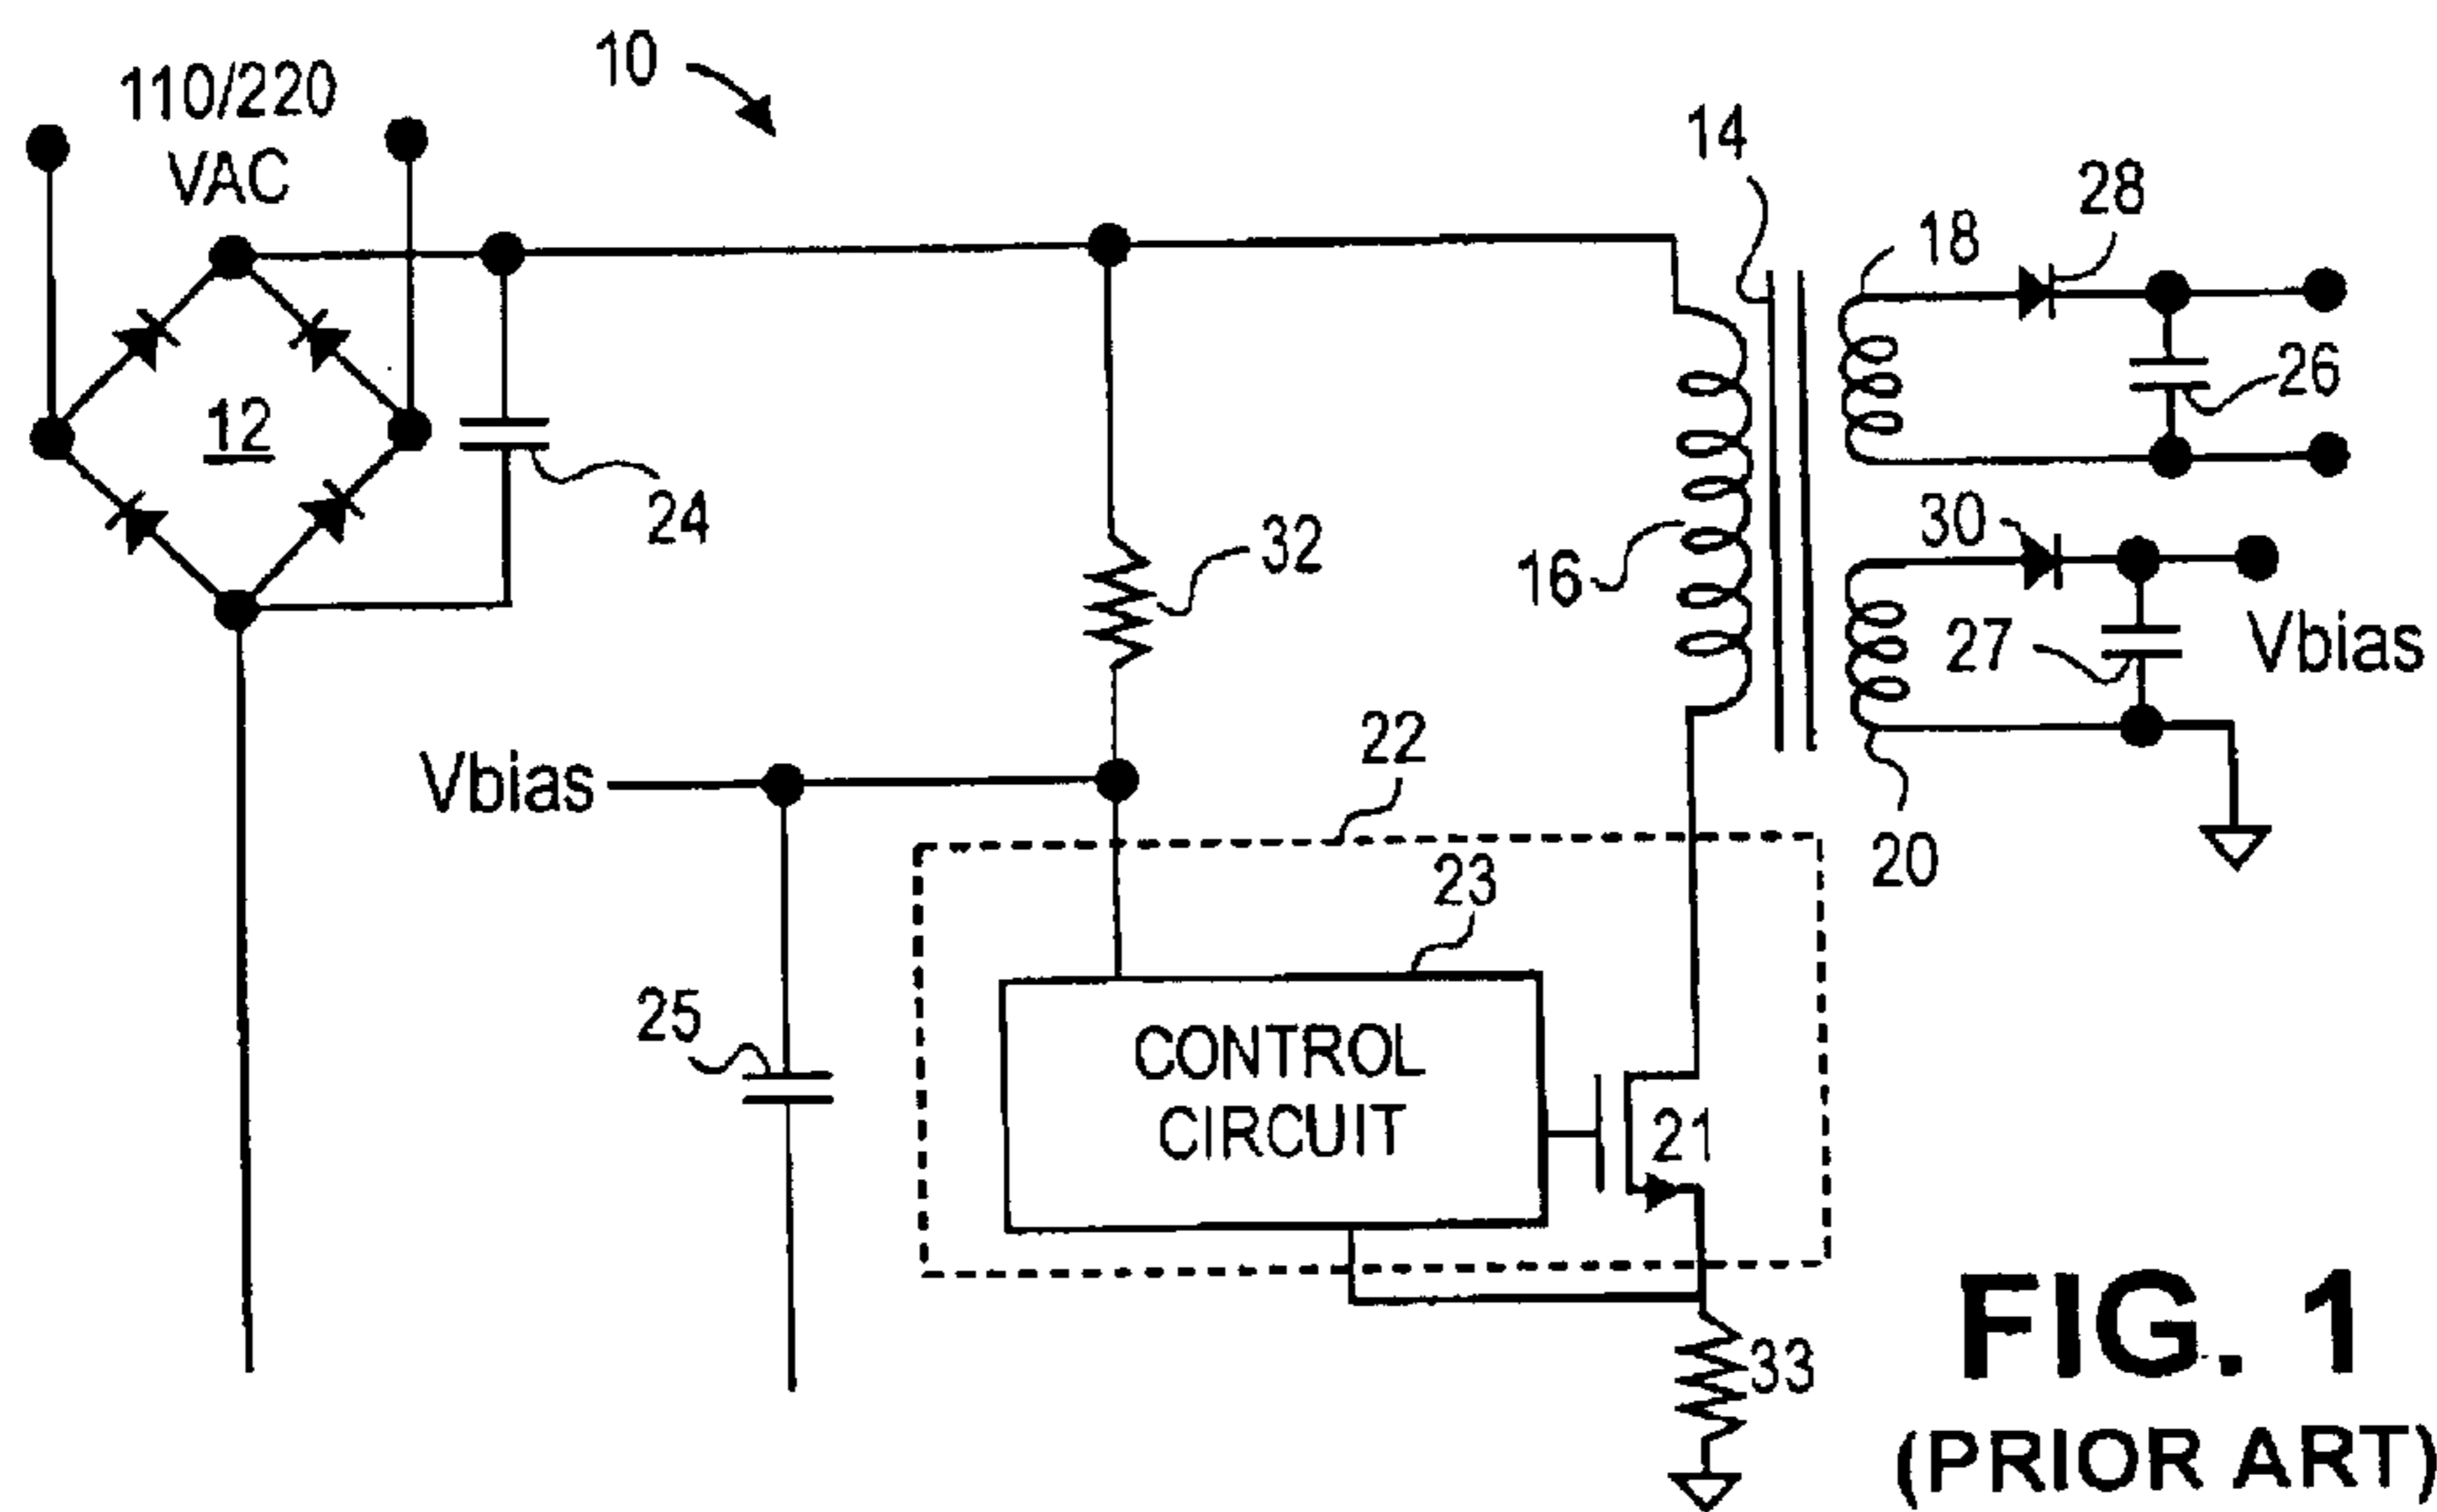 10
110/220
VAC
14
28
18
12
24
26
32
30
16
27
Vbias
22
Vbias
23
20
25
CONTROL
CIRCUIT
21
33
FIG. 1
(PRIOR ART)